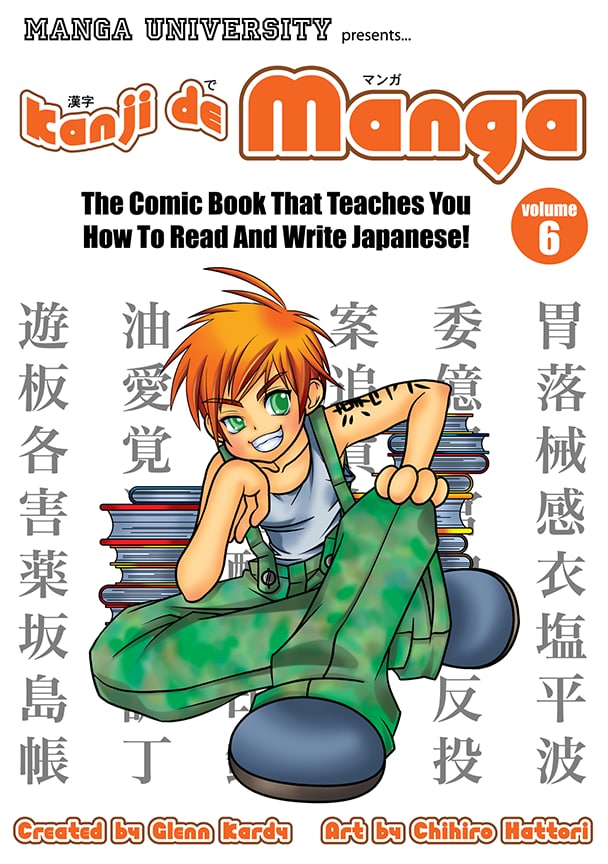 MANGA UNIVERSITY presents...
漢字 で マンガ
Kanji de Manga
The Comic Book That Teaches You
How To Read And Write Japanese!
volume
6
胃落械感衣塩平波
委億反投
案追
油愛覚丁
遊板各害薬坂島帳
Created by Glenn Kardy Art by Chihiro Hattori